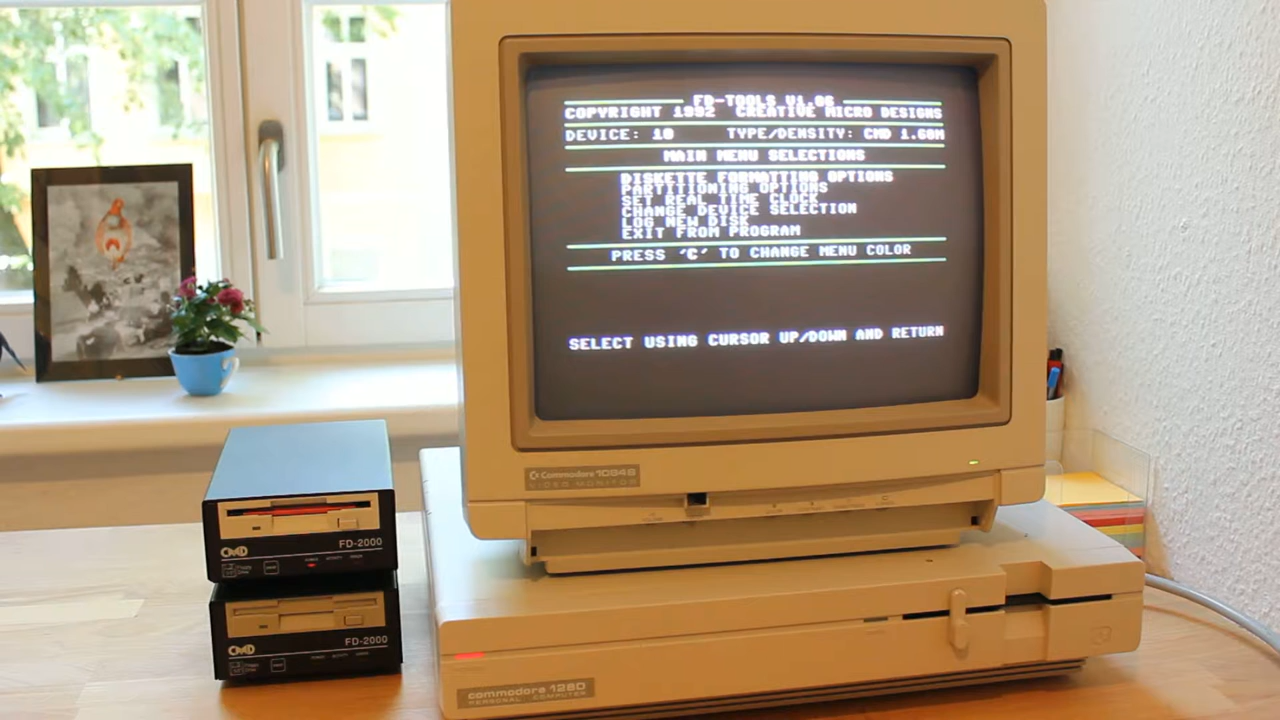 FD-TOOLS V1.06
COPYRIGHT 1992 CREATIVE MICRO DESIGNS
DEVICE: 10 TYPE/DENSITY: CMD 1.60M
MAIN MENU SELECTIONS
DISKETTE FORMATTING OPTIONS
PARTITIONING OPTIONS
SET REAL TIME CLOCK
CHANGE DEVICE SELECTION
LOG NEW DISK
EXIT FROM PROGRAM
PRESS 'C' TO CHANGE MENU COLOR
SELECT USING CURSOR UP/DOWN AND RETURN
Commodore 1084S
VIDEO MONITOR
CMD FD-2000
CMD FD-2000
commodore 128D
PERSONAL COMPUTER